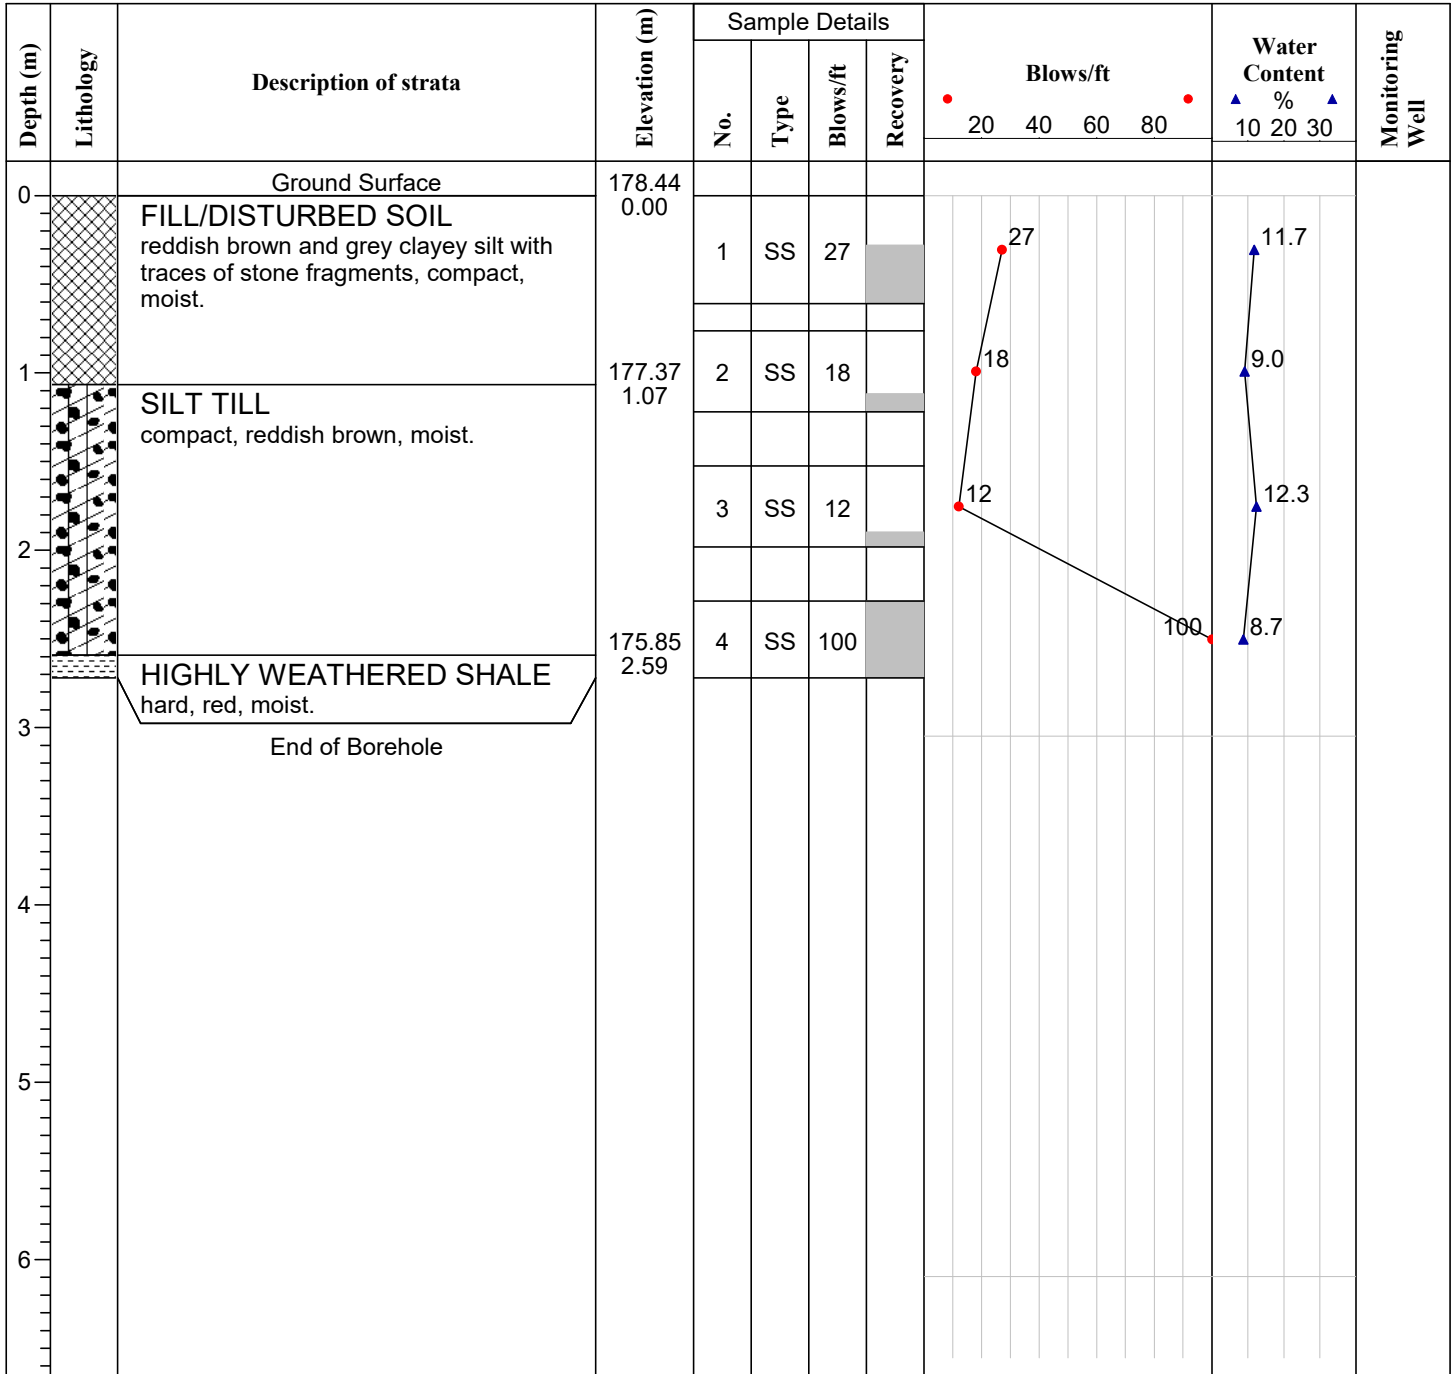 Depth (m)
Lithology
Description of strata
Elevation (m)
Sample Details
No.
Type
Blows/ft
Recovery
Blows/ft
20 40 60 80
Water
Content
%
10 20 30
Monitoring
Well
Ground Surface
178.44
0.00
0
FILL/DISTURBED SOIL
reddish brown and grey clayey silt with
traces of stone fragments, compact,
moist.
1 SS 27
27
11.7
1
177.37
1.07
2 SS 18
18
9.0
SILT TILL
compact, reddish brown, moist.
3 SS 12
12
12.3
2
175.85
2.59
4 SS 100
100
8.7
HIGHLY WEATHERED SHALE
hard, red, moist.
3
End of Borehole
4
5
6